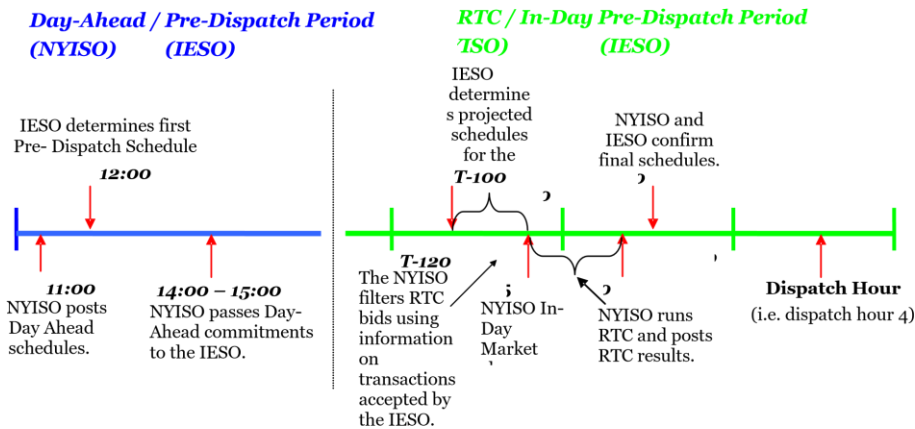 Day-Ahead / Pre-Dispatch Period
(NYISO) (IESO)
RTC / In-Day Pre-Dispatch Period
ISO) (IESO)
IESO determines first
Pre- Dispatch Schedule
12:00
11:00
NYISO posts
Day Ahead
schedules.
14:00 – 15:00
NYISO passes Day-
Ahead commitments
to the IESO.
IESO
determine
s projected
schedules
for the
T-100
NYISO and
IESO confirm
final schedules.
T-120
The NYISO
filters RTC
bids using
information
on
transactions
accepted by
the IESO.
NYISO In-
Day
Market
NYISO runs
RTC and posts
RTC results.
Dispatch Hour
(i.e. dispatch hour 4)